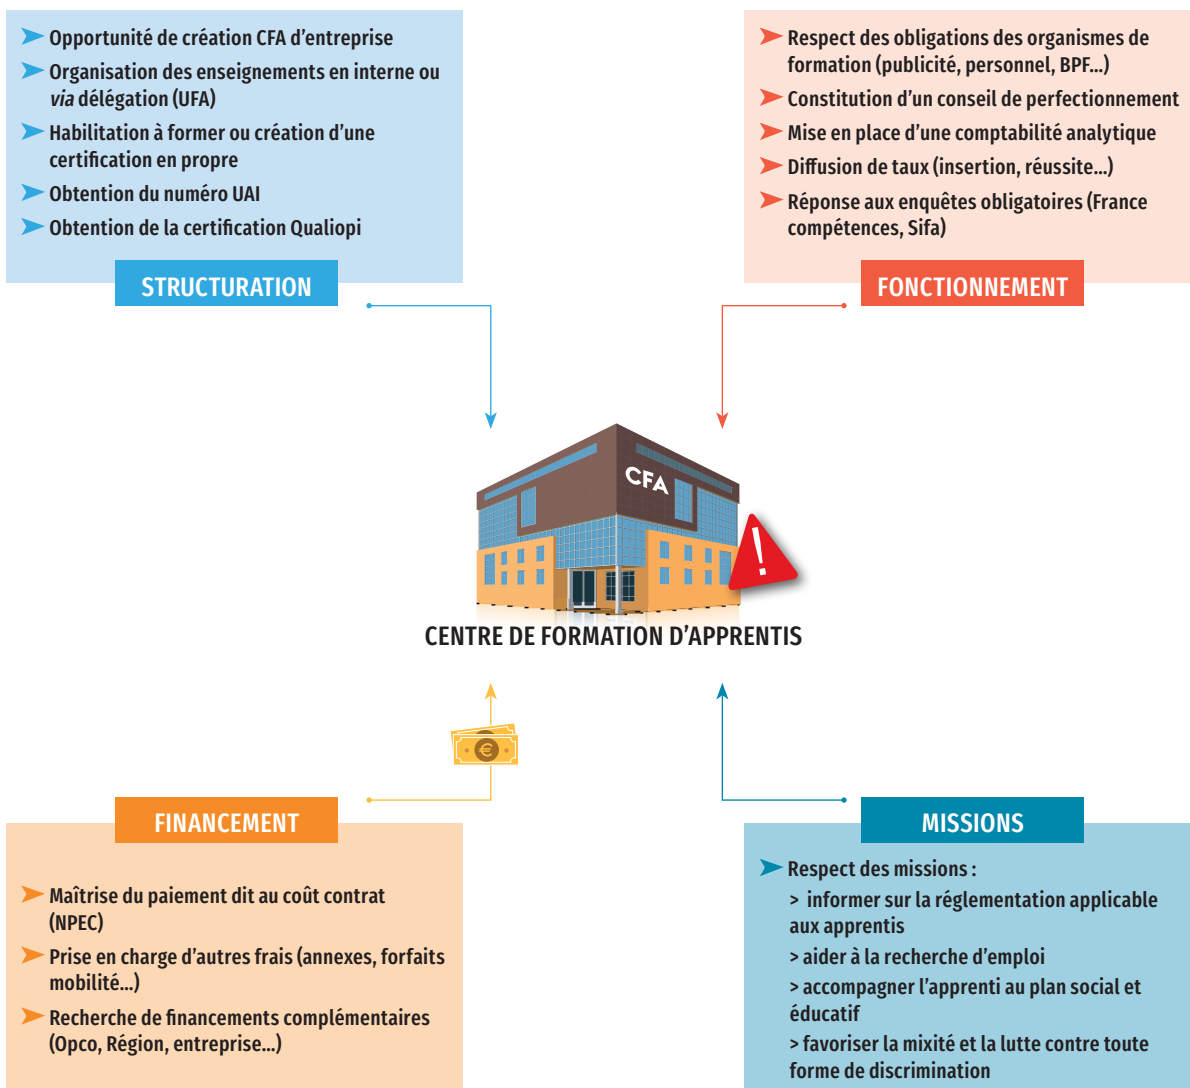 Opportunité de création CFA d'entreprise
Organisation des enseignements en interne ou
via délégation (UFA)
Habilitation à former ou création d'une
certification en propre
Obtention du numéro UAI
Obtention de la certification Qualiopi
STRUCTURATION
Respect des obligations des organismes de
formation (publicité, personnel, BPF...)
Constitution d'un conseil de perfectionnement
Mise en place d'une comptabilité analytique
Diffusion de taux (insertion, réussite...)
Réponse aux enquêtes obligatoires (France
compétences, Sifa)
FONCTIONNEMENT
CFA
!
CENTRE DE FORMATION D'APPRENTIS
€
FINANCEMENT
Maîtrise du paiement dit au coût contrat
(NPEC)
Prise en charge d'autres frais (annexes, forfaits
mobilité...)
Recherche de financements complémentaires
(Opco, Région, entreprise...)
MISSIONS
Respect des missions :
> informer sur la réglementation applicable
aux apprentis
> aider à la recherche d'emploi
> accompagner l'apprenti au plan social et
éducatif
> favoriser la mixité et la lutte contre toute
forme de discrimination